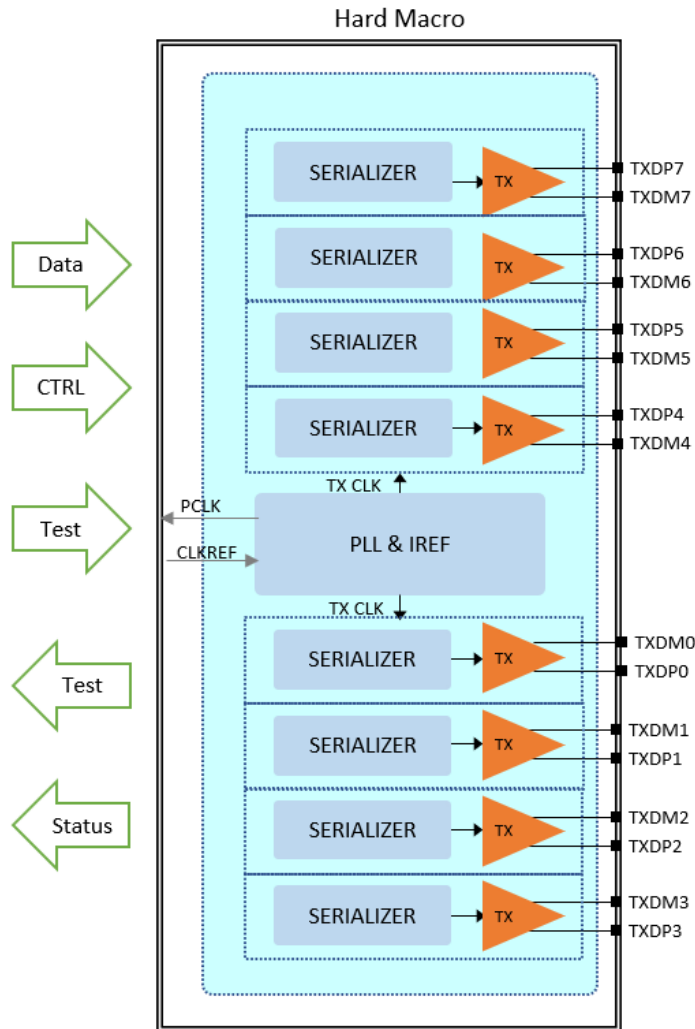 Hard Macro
SERIALIZER
TX
TXDP7
TXDM7
Data
SERIALIZER
TX
TXDP6
TXDM6
SERIALIZER
TX
TXDP5
TXDM5
CTRL
SERIALIZER
TX
TXDP4
TXDM4
TX CLK
Test
PCLK
CLKREF
PLL & IREF
TX CLK
Test
SERIALIZER
TX
TXDM0
TXDP0
SERIALIZER
TX
TXDM1
TXDP1
Status
SERIALIZER
TX
TXDM2
TXDP2
SERIALIZER
TX
TXDM3
TXDP3